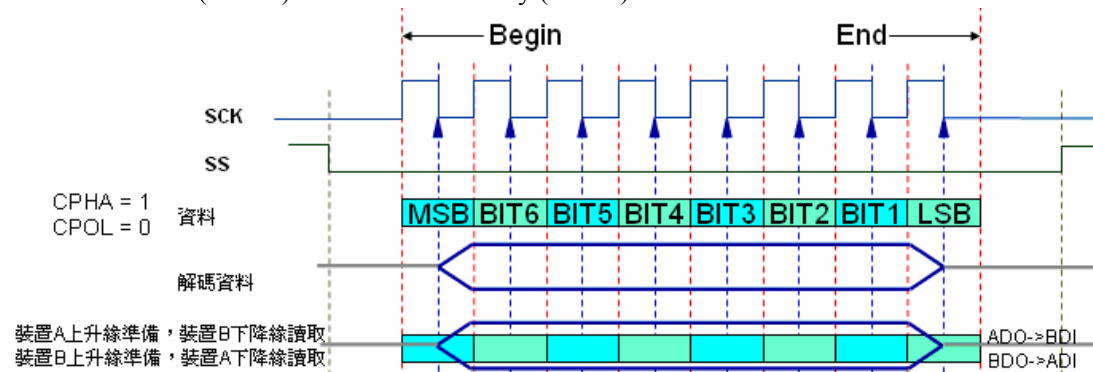 Begin End
SCK
SS
CPHA = 1
CPOL = 0
資料
MSB BIT6 BIT5 BIT4 BIT3 BIT2 BIT1 LSB
解碼資料
裝置A上升緣準備，裝置B下降緣讀取
裝置B上升緣準備，裝置A下降緣讀取
ADO->BDI
BDO->ADI